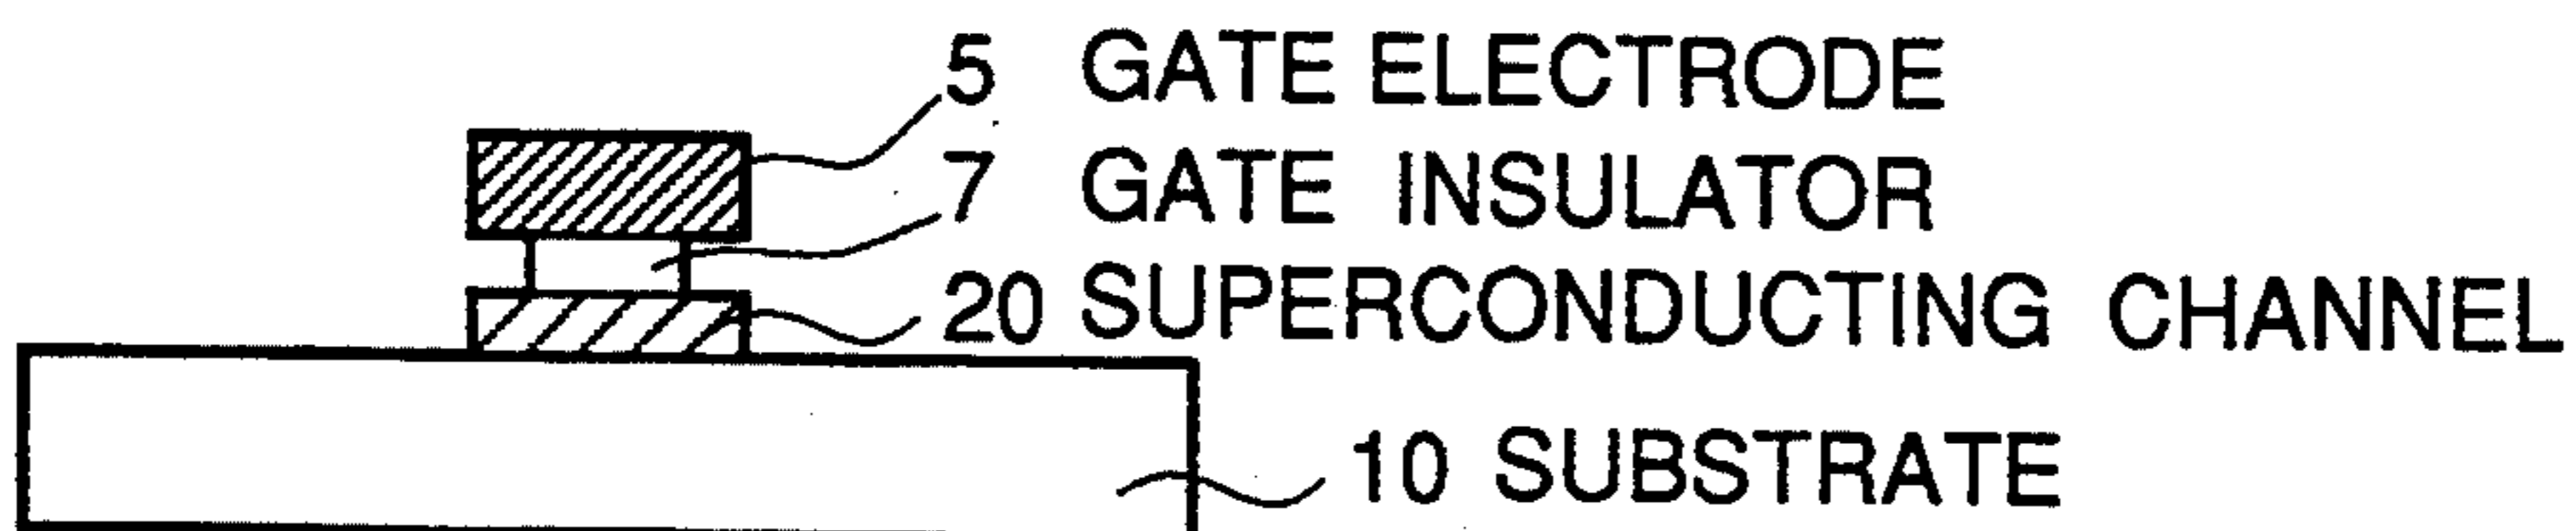 5 GATE ELECTRODE
7 GATE INSULATOR
20 SUPERCONDUCTING CHANNEL
10 SUBSTRATE